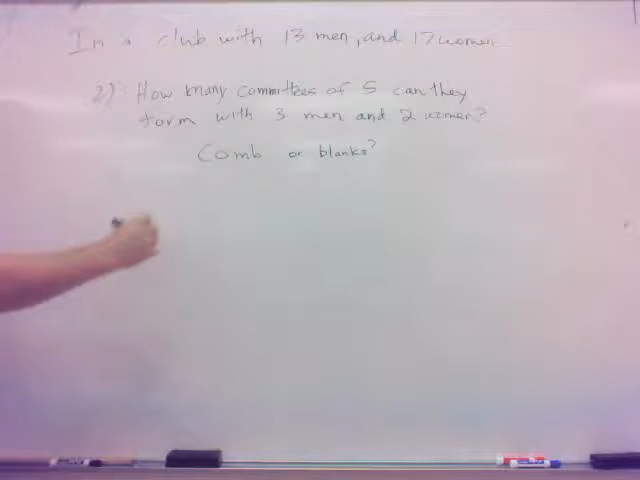 In a club with 13 men, and 17 women
2) How many committees of 5 can they
form with 3 men and 2 women?
Comb or blanks?